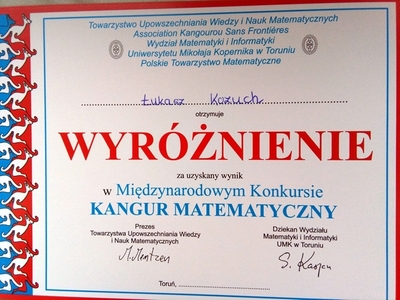 Towarzystwo Upowszechniania Wiedzy i Nauk Matematycznych
Association Kangourou Sans Frontières
Wydział Matematyki i Informatyki
Uniwersytetu Mikołaja Kopernika w Toruniu
Polskie Towarzystwo Matematyczne
Łukasz Kozuch
otrzymuje
WYRÓŻNIENIE
za uzyskany wynik
w Międzynarodowym Konkursie
KANGUR MATEMATYCZNY
Prezes
Towarzystwa Upowszechniania Wiedzy
i Nauk Matematycznych
M. Mentzen
Dziekan Wydziału
Matematyki i Informatyki
UMK w Toruniu
Toruń,